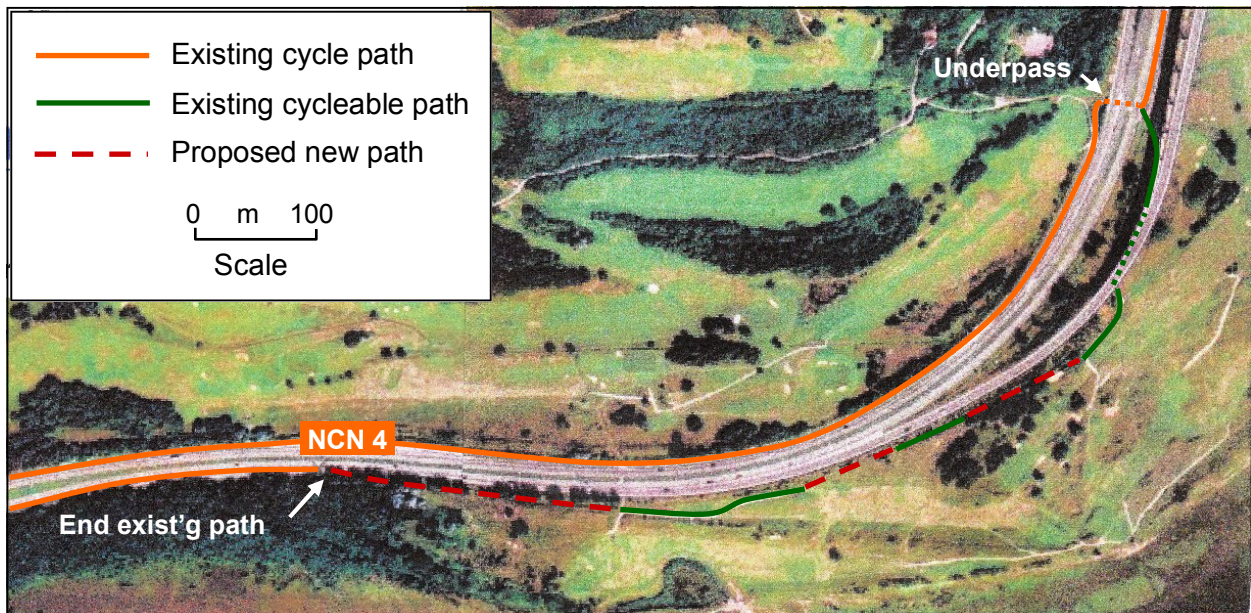 Existing cycle path
Existing cycleable path
Proposed new path
0 m 100
Scale
Underpass
NCN 4
End exist'g path